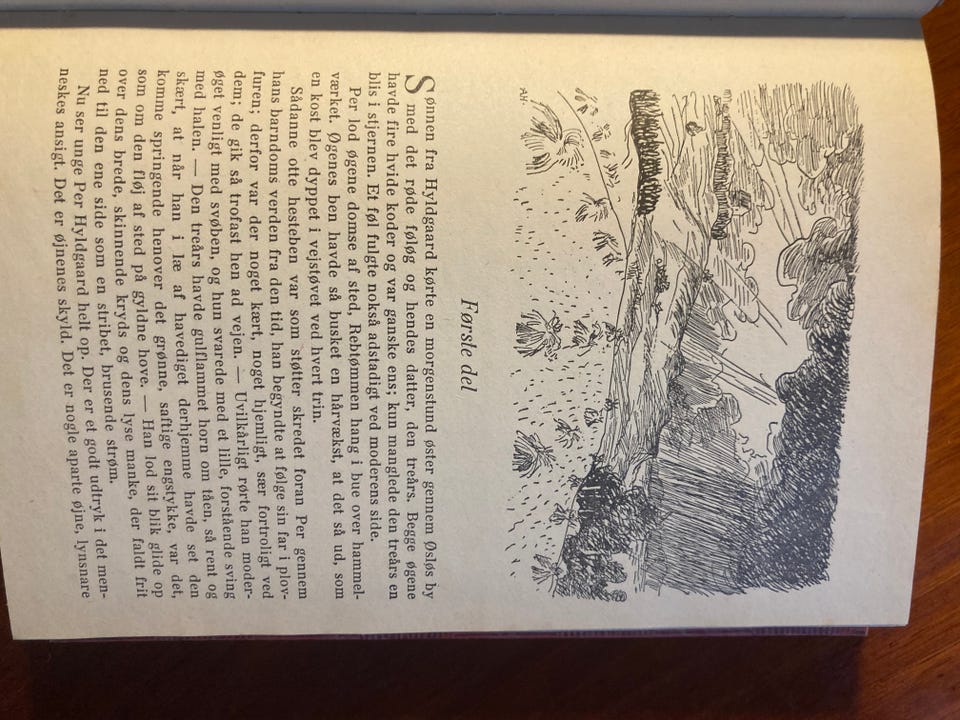 AH.
Første del
Sønnen fra Hyldgaard kørte en morgenstund øster gennem Øsløs by
med det røde føløg og hendes datter, den treårs. Begge øgene
havde fire hvide koder og var ganske ens; kun manglede den treårs en
blis i stjernen. Et føl fulgte nokså adstadigt ved moderens side.
Per lod øgene domse af sted, Rebtømmen hang i bue over hammel-
værket. Øgenes ben havde så busket en hårvækst, at det så ud, som
en kost blev dyppet i vejstøvet ved hvert trin.
Sådanne otte hesteben var som støtter skredet foran Per gennem
hans barndoms verden fra den tid, han begyndte at følge sin far i plov-
furen; derfor var der noget kært, noget hjemligt, sær fortroligt ved
dem; de gik så trofast hen ad vejen. — Uvilkårligt rørte han moder-
øget venligt med svøben, og hun svarede med et lille, forstående sving
med halen. — Den treårs havde gulflammet horn om tåen, så rent og
skært, at når han i læ af havediget derhjemme havde set den
komme springende henover det grønne, saftige engstykke, var det,
som om den fløj af sted på gyldne hove. — Han lod sit blik glide op
over dens brede, skinnende kryds og dens lyse manke, der faldt frit
ned til den ene side som en stribet, brusende strøm.
Nu ser unge Per Hyldgaard helt op. Der er et godt udtryk i det men-
neskes ansigt. Det er øjnenes skyld. Det er nogle aparte øjne, lynsnare